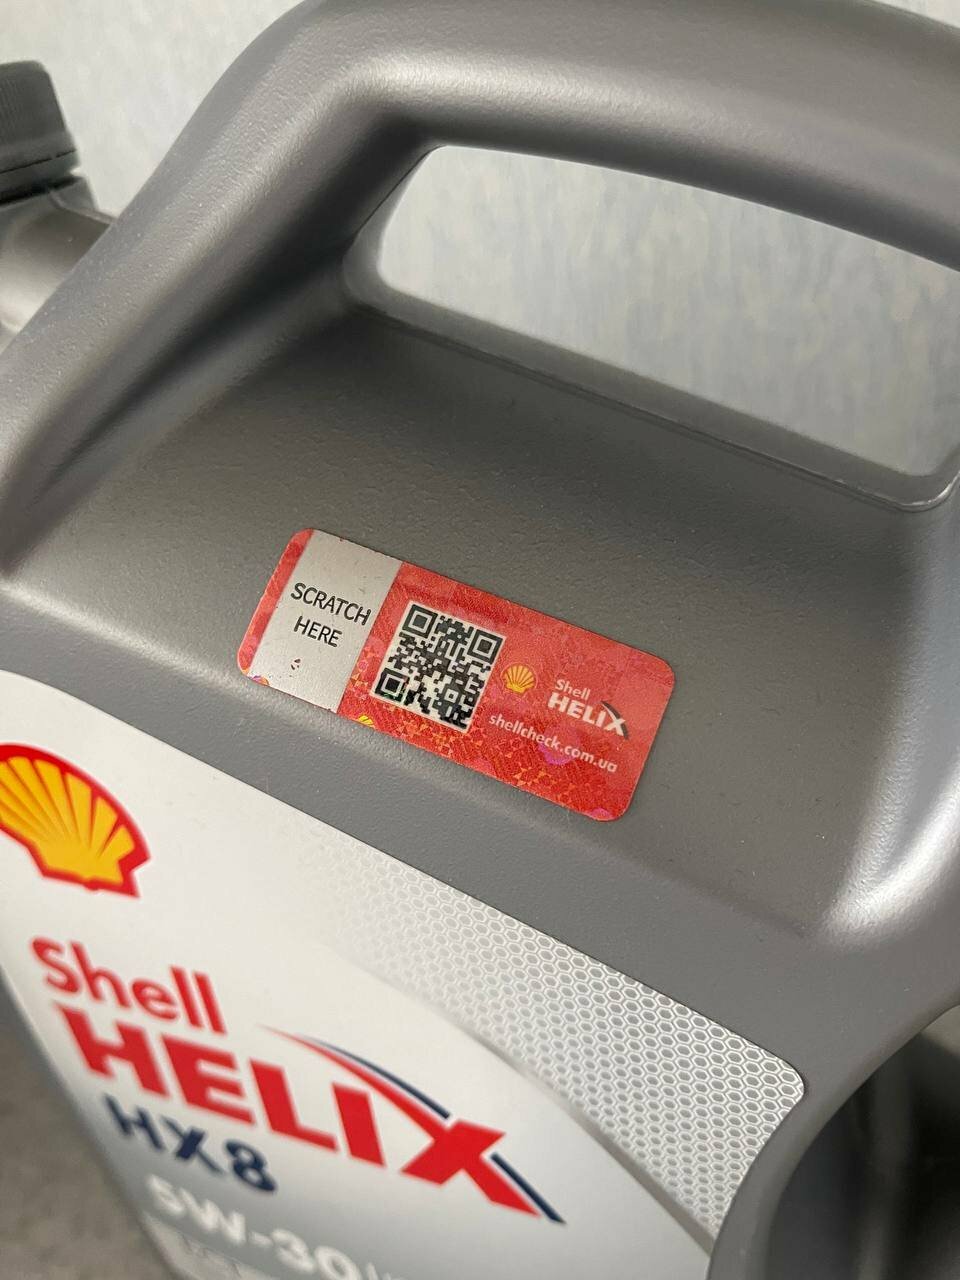 SCRATCH
HERE
Shell
HELIX
shellcheck.com.ua
Shell
HELIX
HX8
5W-30